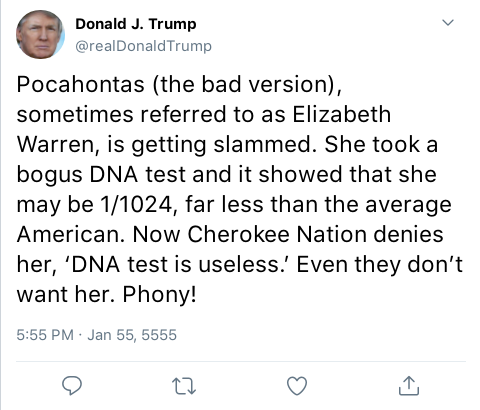 Donald J. Trump
@realDonaldTrump
Pocahontas (the bad version),
sometimes referred to as Elizabeth
Warren, is getting slammed. She took a
bogus DNA test and it showed that she
may be 1/1024, far less than the average
American. Now Cherokee Nation denies
her, ‘DNA test is useless.’ Even they don’t
want her. Phony!
5:55 PM · Jan 55, 5555